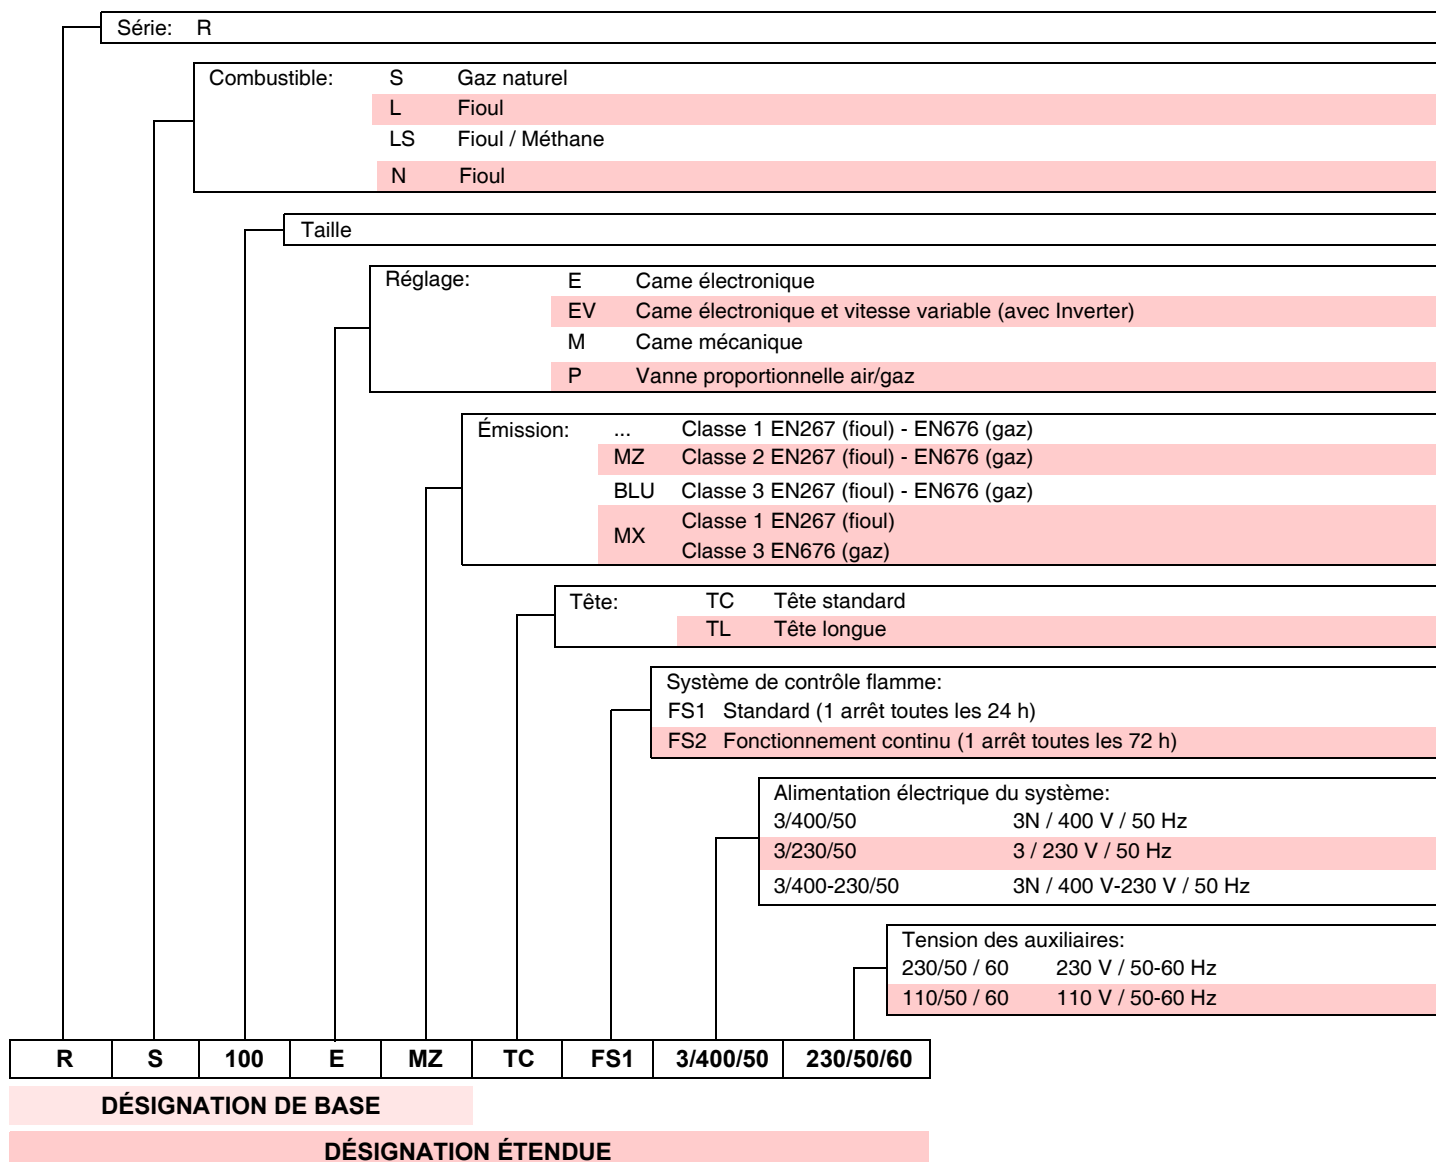 Série: R
Combustible: S Gaz naturel
L Fioul
LS Fioul / Méthane
N Fioul
Taille
Réglage: E Came électronique
EV Came électronique et vitesse variable (avec Inverter)
M Came mécanique
P Vanne proportionnelle air/gaz
Émission: ... Classe 1 EN267 (fioul) - EN676 (gaz)
MZ Classe 2 EN267 (fioul) - EN676 (gaz)
BLU Classe 3 EN267 (fioul) - EN676 (gaz)
MX Classe 1 EN267 (fioul)
Classe 3 EN676 (gaz)
Tête: TC Tête standard
TL Tête longue
Système de contrôle flamme:
FS1 Standard (1 arrêt toutes les 24 h)
FS2 Fonctionnement continu (1 arrêt toutes les 72 h)
Alimentation électrique du système:
3/400/50 3N / 400 V / 50 Hz
3/230/50 3 / 230 V / 50 Hz
3/400-230/50 3N / 400 V-230 V / 50 Hz
Tension des auxiliaires:
230/50 / 60 230 V / 50-60 Hz
110/50 / 60 110 V / 50-60 Hz
R S 100 E MZ TC FS1 3/400/50 230/50/60
DÉSIGNATION DE BASE
DÉSIGNATION ÉTENDUE